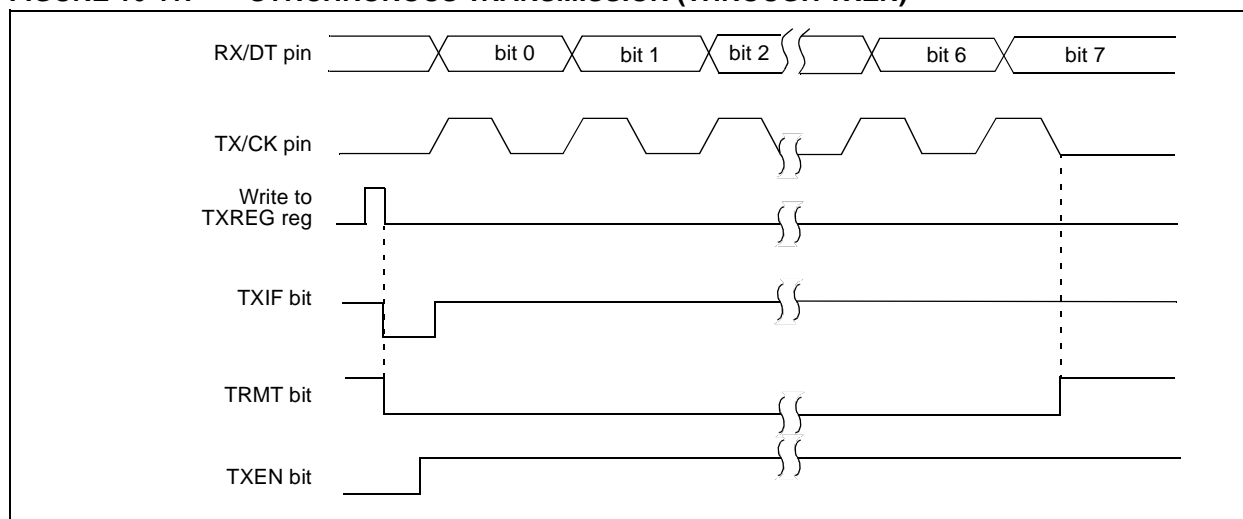 RX/DT pin
bit 0
bit 1
bit 2
bit 6
bit 7
TX/CK pin
Write to
TXREG reg
TXIF bit
TRMT bit
TXEN bit